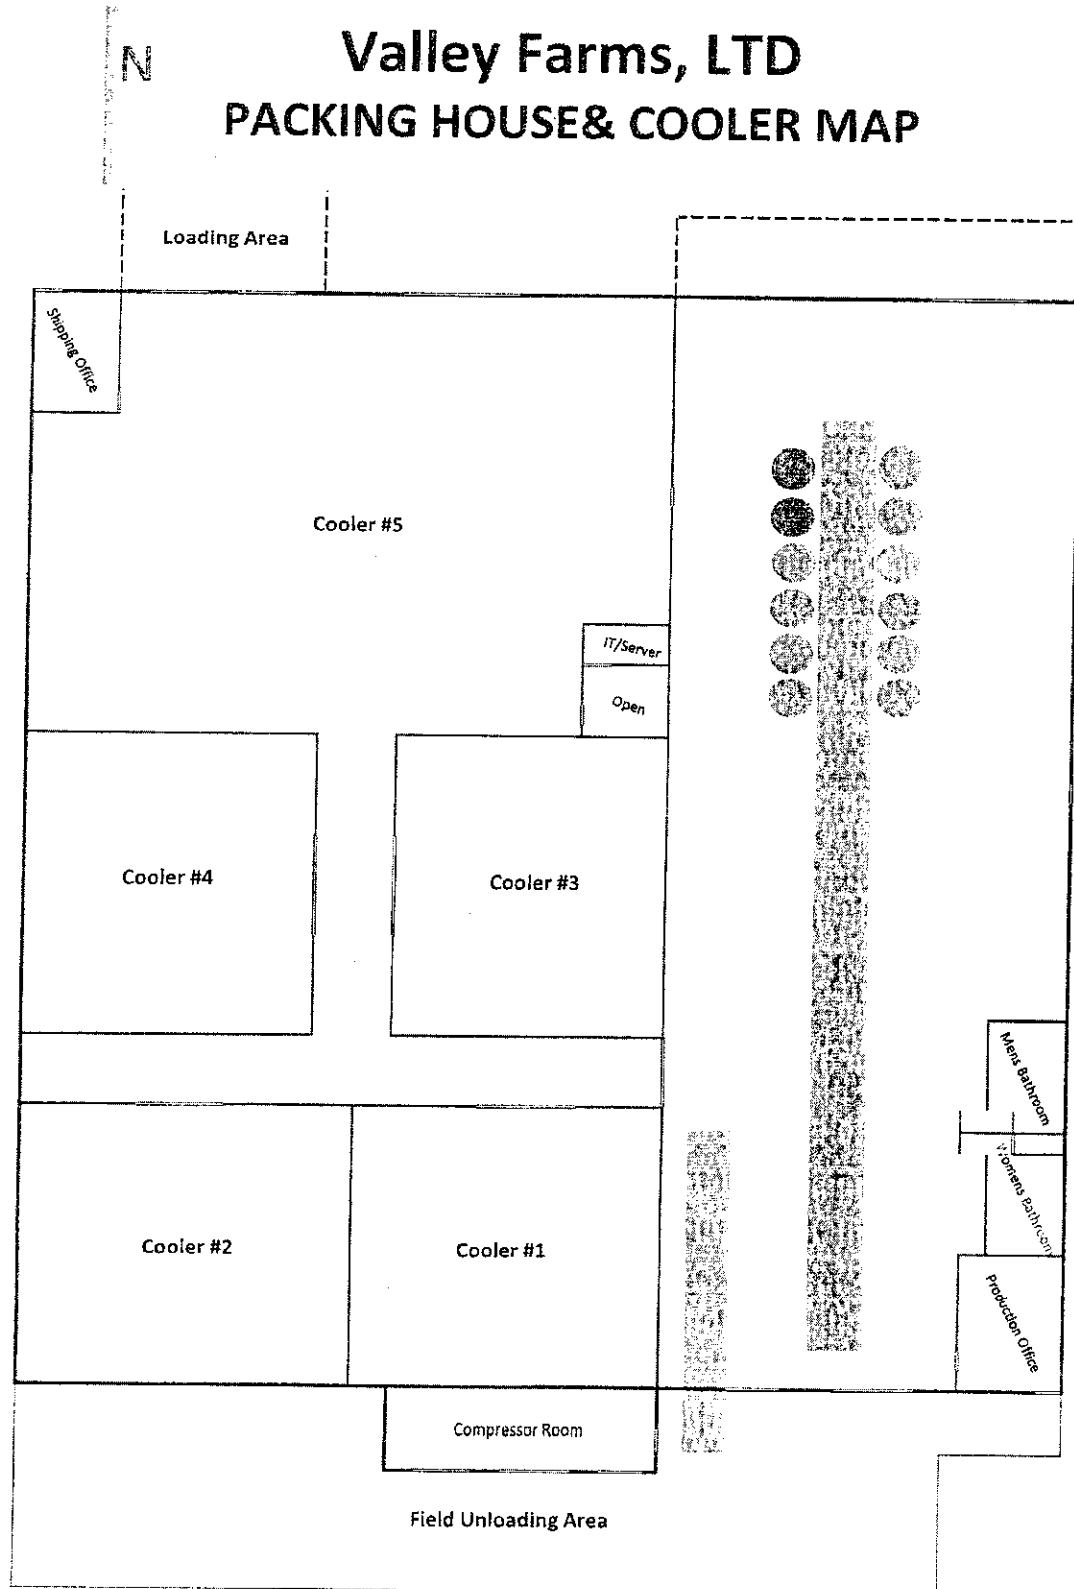 N
Valley Farms, LTD
PACKING HOUSE& COOLER MAP
Loading Area
Shipping Office
Cooler #5
IT/Server
Open
Cooler #4
Cooler #3
Mens Bathroom
Womens Bathroom
Cooler #2
Cooler #1
Production Office
Compressor Room
Field Unloading Area